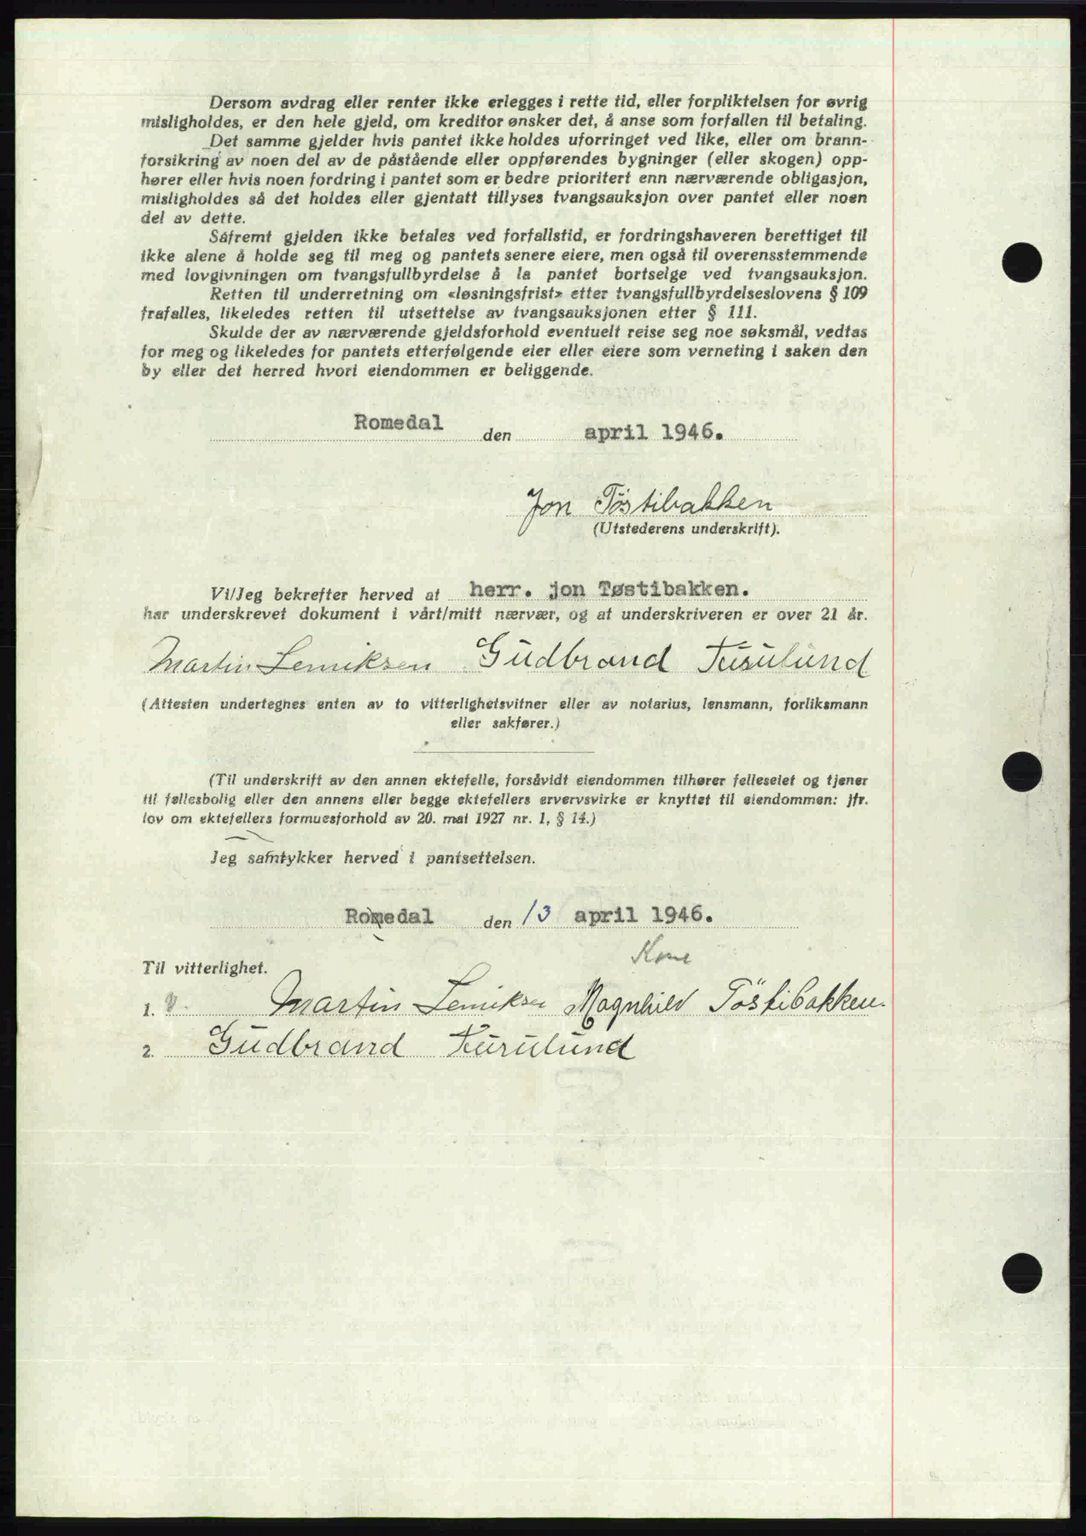 Dersom avdrag eller renter ikke erlegges i rette tid, eller forpliktelsen for øvrig
misligholdes, er den hele gjeld, om kreditor ønsker det, å anse som forfallen til betaling.
Det samme gjelder hvis pantet ikke holdes uforringet ved like, eller om brann-
forsikring av noen del av de påstående eller oppførendes bygninger (eller skogen) opp-
hører eller hvis noen fordring i pantet som er bedre prioritert enn nærværende obligasjon,
misligholdes så det holdes eller gjentatt tillyses tvangsauksjon over pantet eller noen
del av dette.
Såfremt gjelden ikke betales ved forfallstid, er fordringshaveren berettiget til
ikke alene å holde seg til meg og pantets senere eiere, men også til overensstemmende
med lovgivningen om tvangsfullbyrdelse å la pantet bortselge ved tvangsauksjon.
Retten til underretning om «løsningsfrist» etter tvangsfullbyrdelseslovens § 109
frafalles, likeledes retten til utsettelse av tvangsauksjonen etter § 111.
Skulde der av nærværende gjeldsforhold eventuelt reise seg noe søksmål, vedtas
for meg og likeledes for pantets etterfølgende eier eller eiere som verneting i saken den
by eller det herred hvori eiendommen er beliggende.
Romedal den april 1946.
Jon Töstibakken
(Utstederens underskrift).
Vi/Jeg bekrefter herved at herr. jon Tøstibakken.
har underskrevet dokument i vårt/mitt nærvær, og at underskriveren er over 21 år.
Martin Lemiksen Gudbrand Furulund
(Attesten undertegnes enten av to vitterlighetsvitner eller av notarius, lensmann, forliksmann
eller sakfører.)
(Til underskrift av den annen ektefelle, forsåvidt eiendommen tilhører felleseiet og tjener
til fellesbolig eller den annens eller begge ektefellers ervervsvirke er knyttet til eiendommen: jfr.
lov om ektefellers formuesforhold av 20. mai 1927 nr. 1, § 14.)
Jeg samtykker herved i pantsettelsen.
Romedal den 13 april 1946.
Kone
Til vitterlighet.
1. Martin Lemiksen Magnhild Töstibakken.
2. Gudbrand Furulund